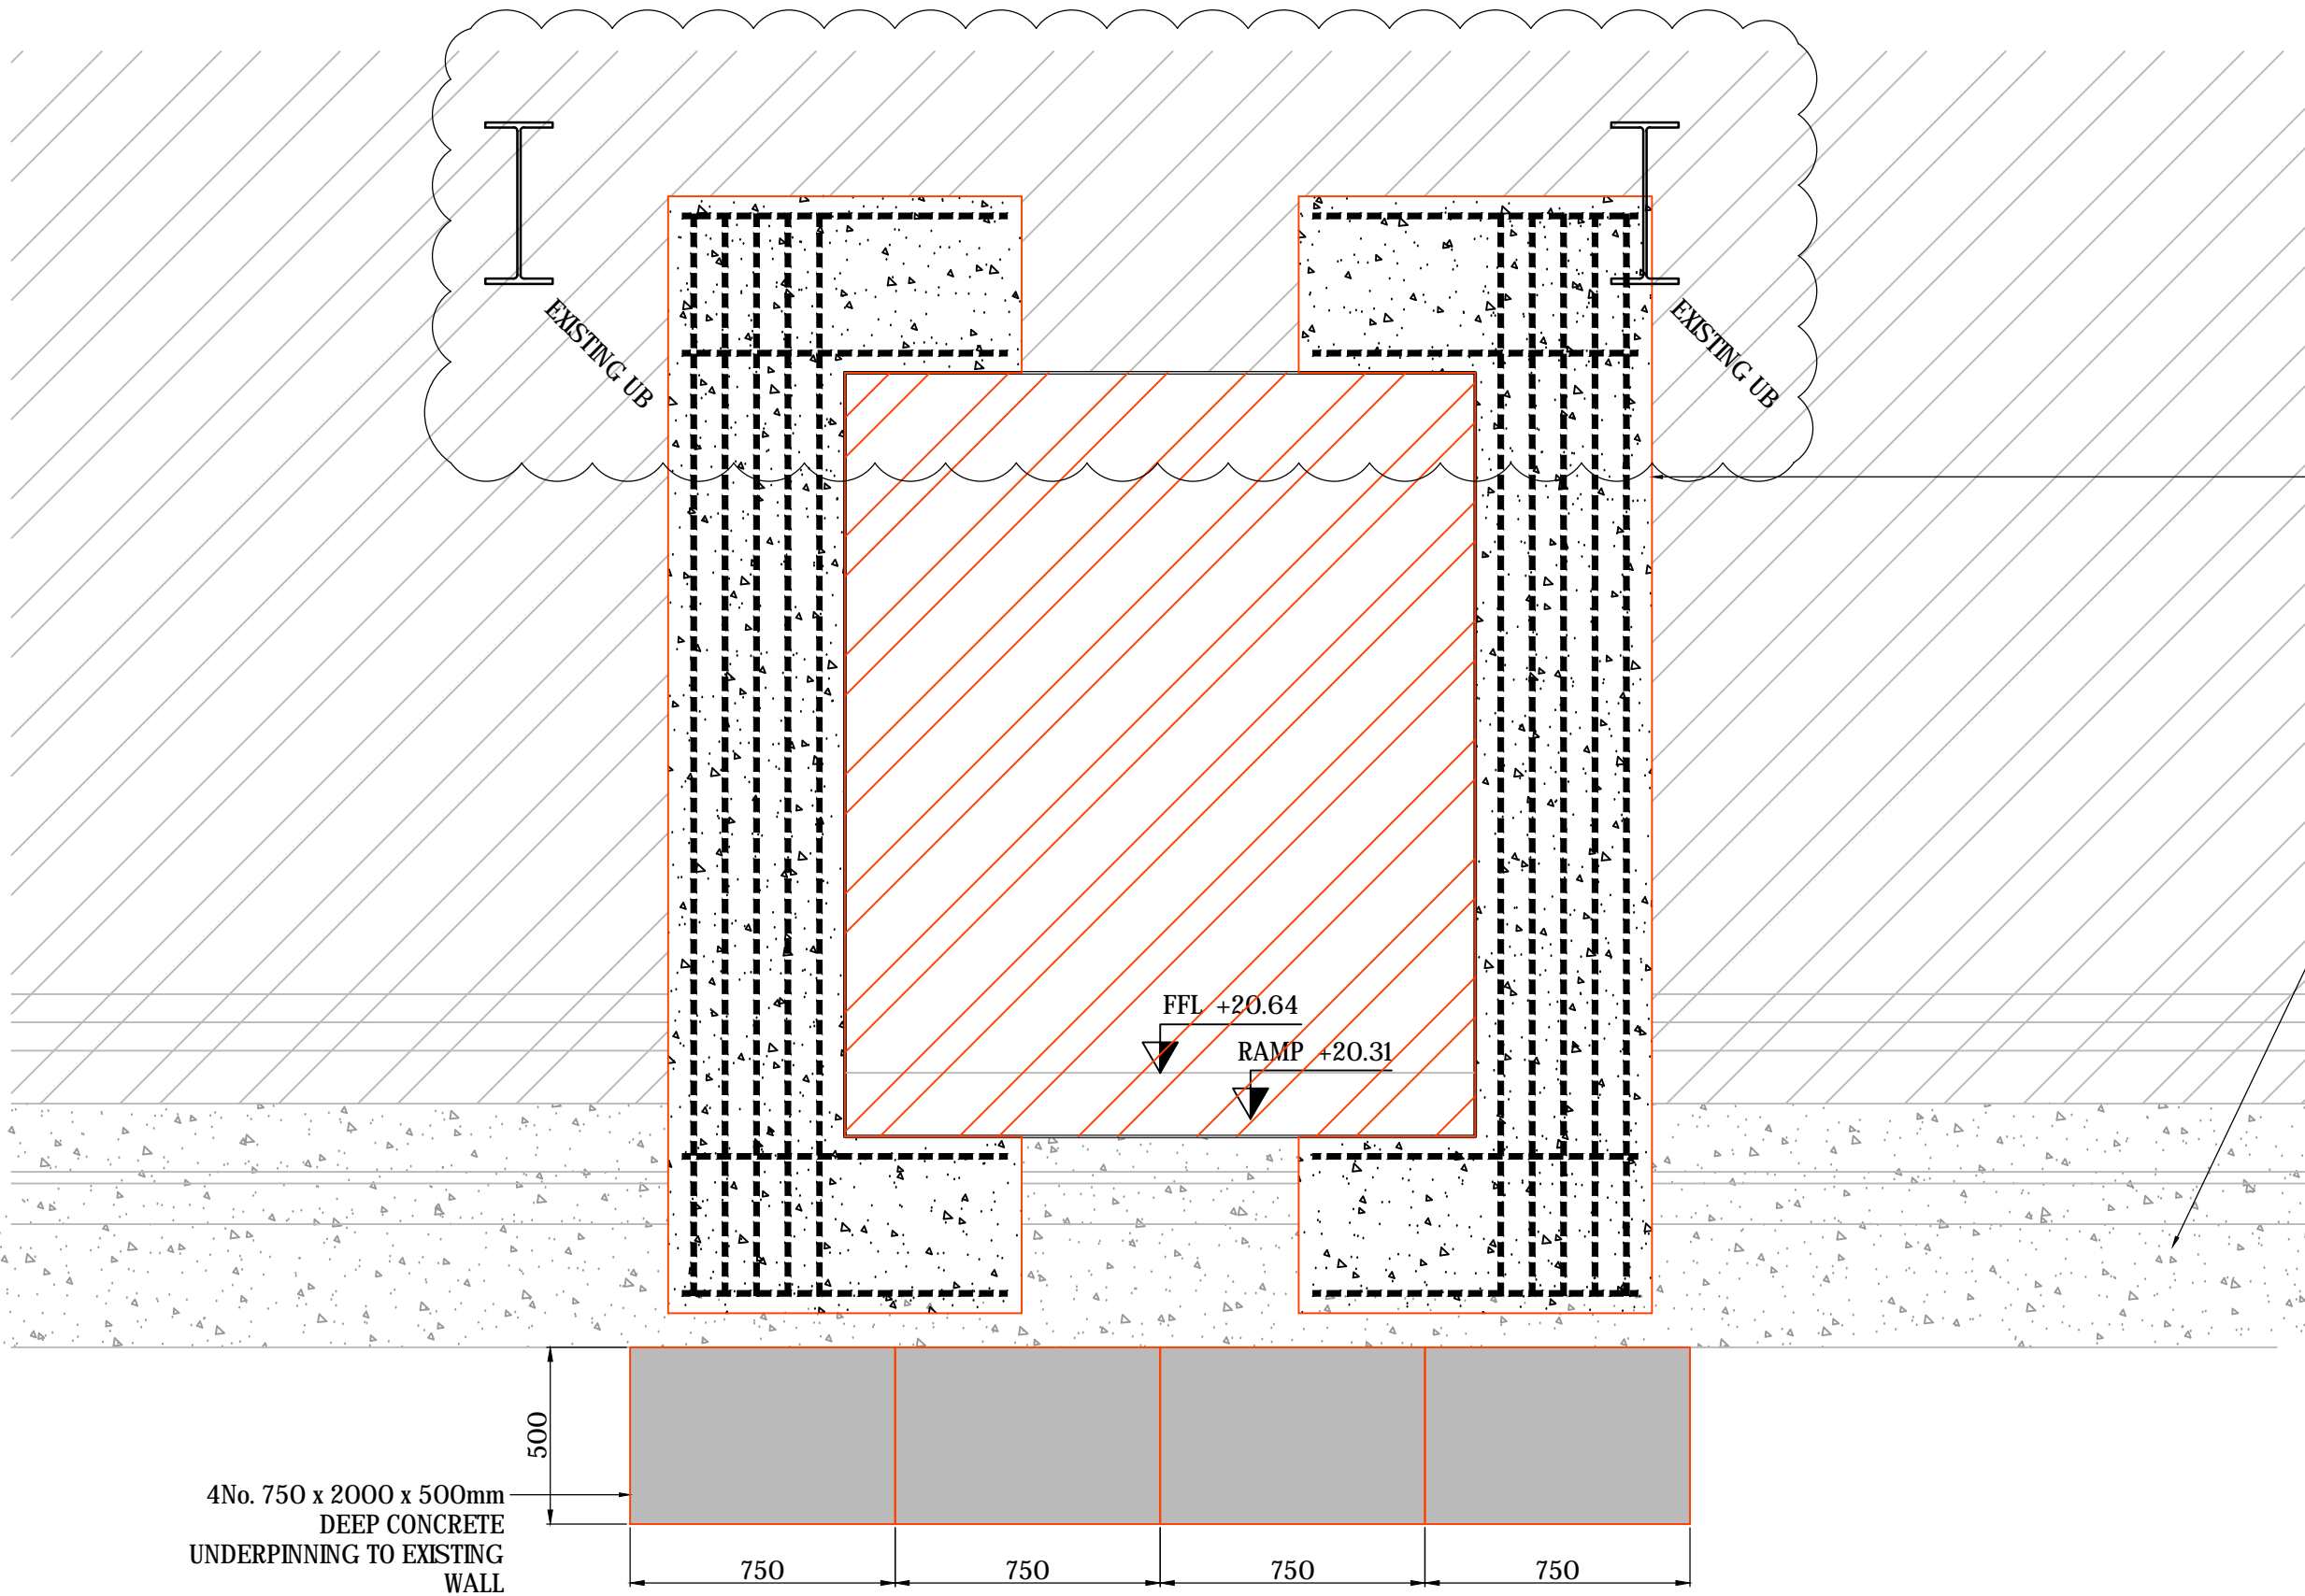 EXISTING UB
EXISTING UB
FFL +20.64
RAMP +20.31
500
4No. 750 x 2000 x 500mm
DEEP CONCRETE
UNDERPINNING TO EXISTING
WALL
750
750
750
750